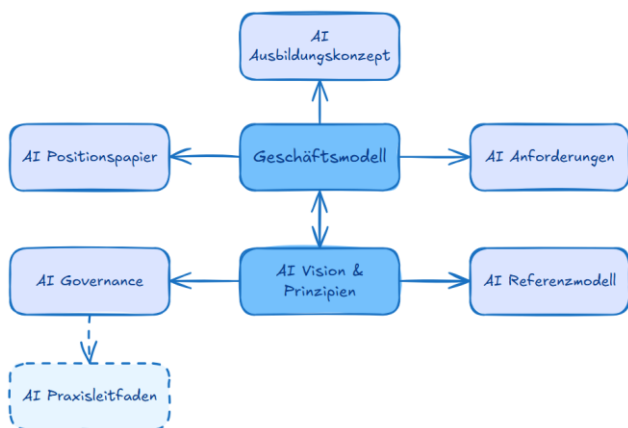 AI
Ausbildungskonzept
AI Positionspapier
Geschäftsmodell
AI Anforderungen
AI Governance
AI Vision &
Prinzipien
AI Referenzmodell
AI Praxisleitfaden